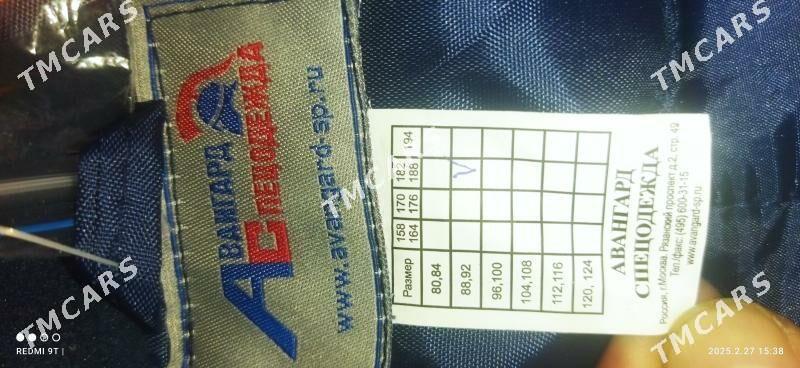 АВАНГАРД
СПЕЦОДЕЖДА
www.avangard-sp.ru
Размер 158 164 170 176 182 188 194
80,84
88,92 ✓
96,100
104,108
112,116
120, 124
АВАНГАРД
СПЕЦОДЕЖДА
Россия, г.Москва, Рязанский проспект д.2, стр. 49
Тел./факс: (495) 600-31-15
www.avangard-sp.ru
TMCARS
TMCARS
TMCARS
TMCARS
TMCARS
TMCARS
REDMI 9T |
2025.2.27 15:38